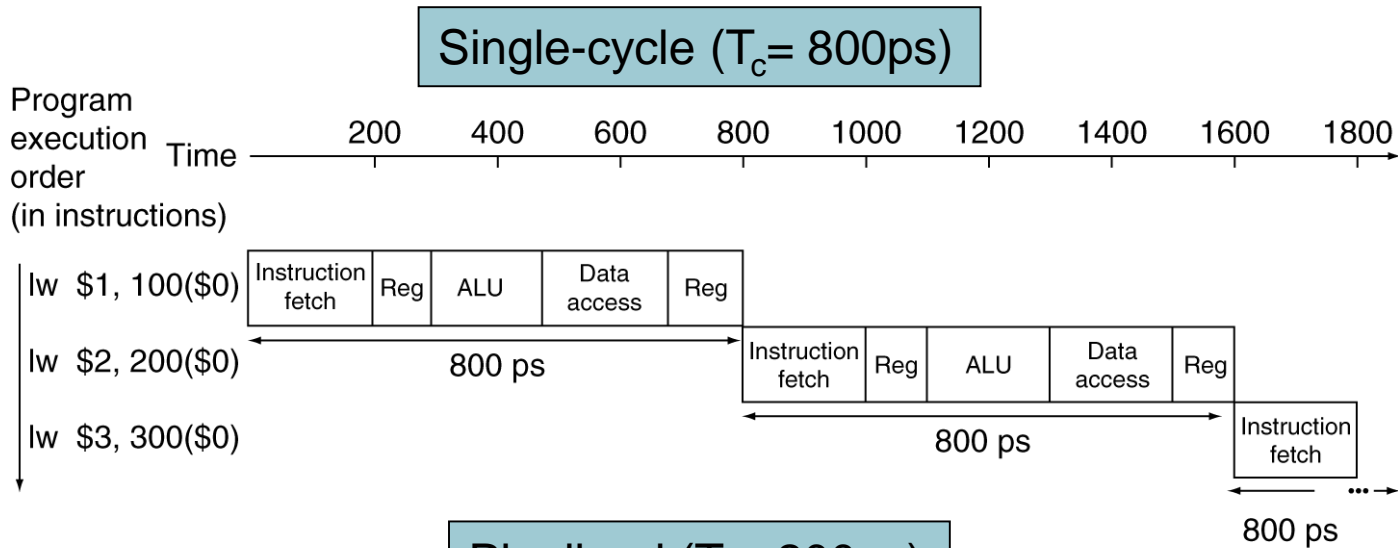 Single-cycle (Tc= 800ps)
Program
execution
order
(in instructions)
Time
200 400 600 800 1000 1200 1400 1600 1800
lw $1, 100($0)
Instruction
fetch
Reg
ALU
Data
access
Reg
800 ps
lw $2, 200($0)
Instruction
fetch
Reg
ALU
Data
access
Reg
800 ps
lw $3, 300($0)
Instruction
fetch
...
800 ps